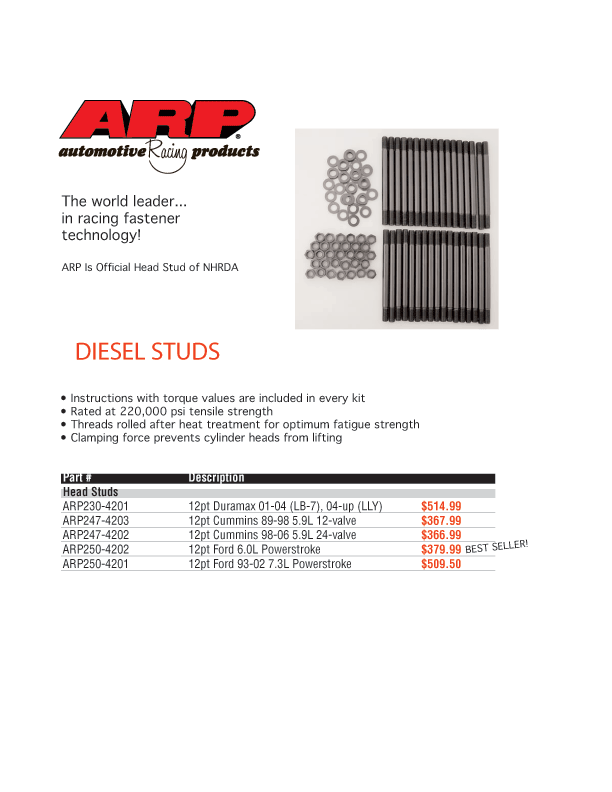 ARP®
automotive Racing products
The world leader...
in racing fastener
technology!
ARP Is Official Head Stud of NHRDA
DIESEL STUDS
• Instructions with torque values are included in every kit
• Rated at 220,000 psi tensile strength
• Threads rolled after heat treatment for optimum fatigue strength
• Clamping force prevents cylinder heads from lifting
Part # Description
Head Studs
ARP230-4201 12pt Duramax 01-04 (LB-7), 04-up (LLY) $514.99
ARP247-4203 12pt Cummins 89-98 5.9L 12-valve $367.99
ARP247-4202 12pt Cummins 98-06 5.9L 24-valve $366.99
ARP250-4202 12pt Ford 6.0L Powerstroke $379.99 BEST SELLER!
ARP250-4201 12pt Ford 93-02 7.3L Powerstroke $509.50